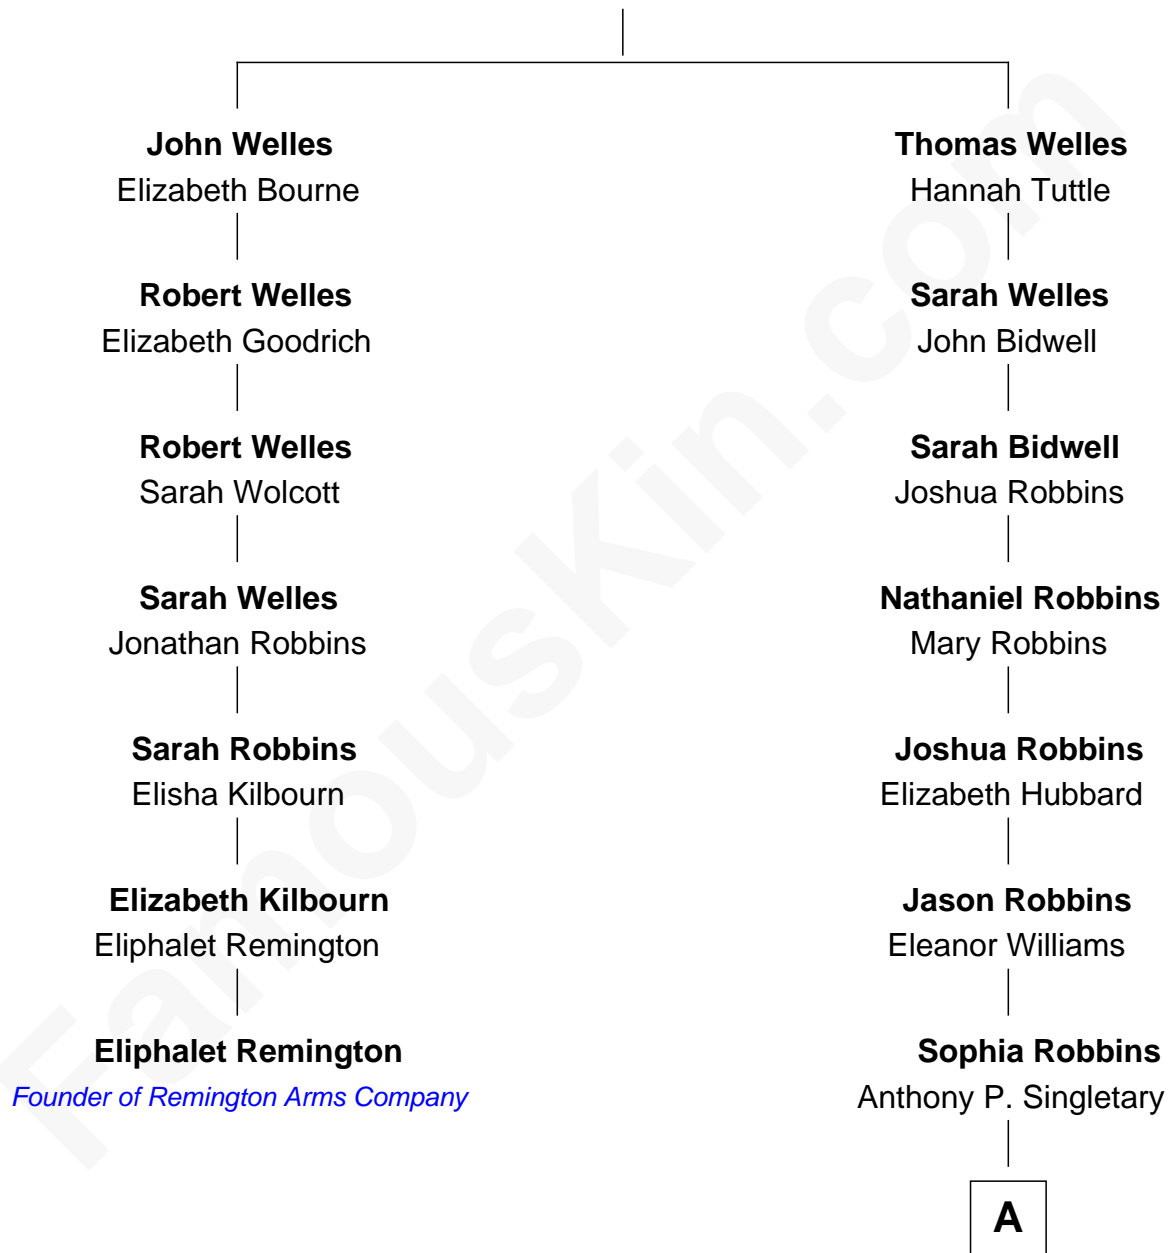 John Welles
Elizabeth Bourne
Robert Welles
Elizabeth Goodrich
Robert Welles
Sarah Wolcott
Sarah Welles
Jonathan Robbins
Sarah Robbins
Elisha Kilbourn
Elizabeth Kilbourn
Eliphalet Remington
Eliphalet Remington
Founder of Remington Arms Company
Thomas Welles
Hannah Tuttle
Sarah Welles
John Bidwell
Sarah Bidwell
Joshua Robbins
Nathaniel Robbins
Mary Robbins
Joshua Robbins
Elizabeth Hubbard
Jason Robbins
Eleanor Williams
Sophia Robbins
Anthony P. Singletary
A
FamousKin.com